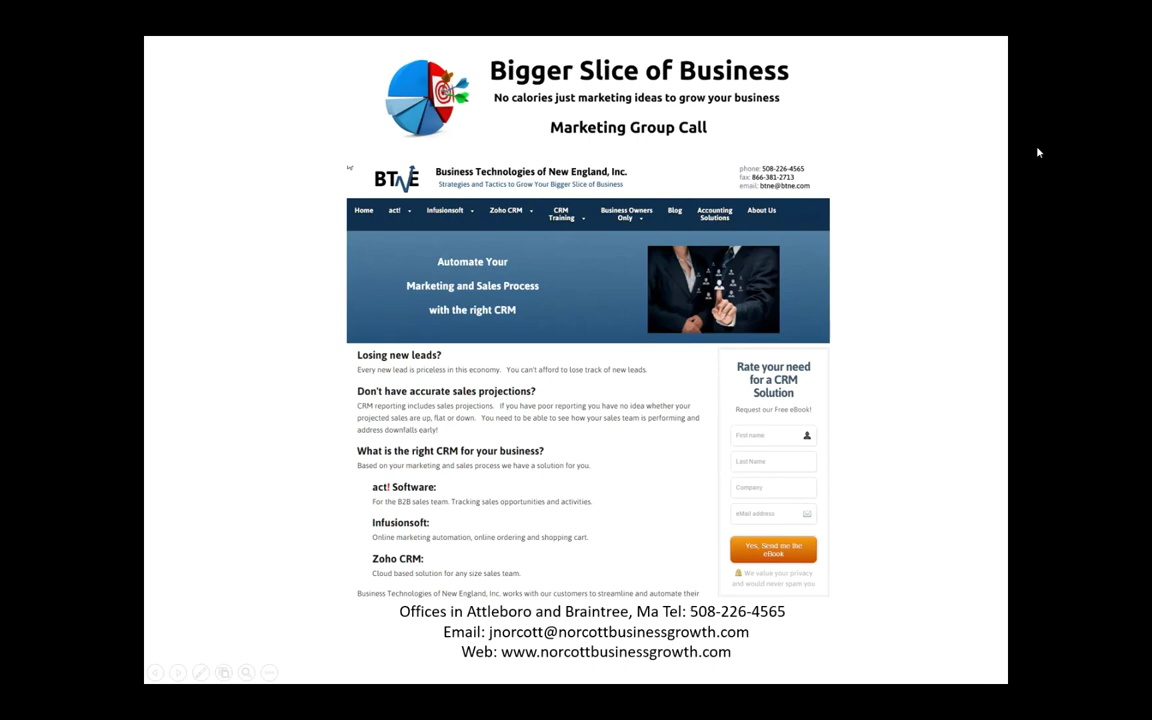 Bigger Slice of Business
No calories just marketing ideas to grow your business
Marketing Group Call
BTNE
Business Technologies of New England, Inc.
Strategies and Tactics to Grow Your Bigger Slice of Business
phone: 508-226-4565
fax: 866-381-2713
email: btne@btne.com
Home act! Infusionsoft Zoho CRM CRM Training Business Owners Only Blog Accounting Solutions About Us
Automate Your
Marketing and Sales Process
with the right CRM
Losing new leads?
Every new lead is priceless in this economy. You can't afford to lose track of new leads.
Don't have accurate sales projections?
CRM reporting includes sales projections. If you have poor reporting you have no idea whether your
projected sales are up, flat or down. You need to be able to see how your sales team is performing and
address downfalls early!
What is the right CRM for your business?
Based on your marketing and sales process we have a solution for you.
act! Software:
For the B2B sales team. Tracking sales opportunities and activities.
Infusionsoft:
Online marketing automation, online ordering and shopping cart.
Zoho CRM:
Cloud based solution for any size sales team.
Business Technologies of New England, Inc. works with our customers to streamline and automate their
Rate your need
for a CRM
Solution
Request our Free eBook!
First name
Last Name
Company
eMail address
Yes, Send me the
eBook
We value your privacy
and would never spam you
Offices in Attleboro and Braintree, Ma Tel: 508-226-4565
Email: jnorcott@norcottbusinessgrowth.com
Web: www.norcottbusinessgrowth.com